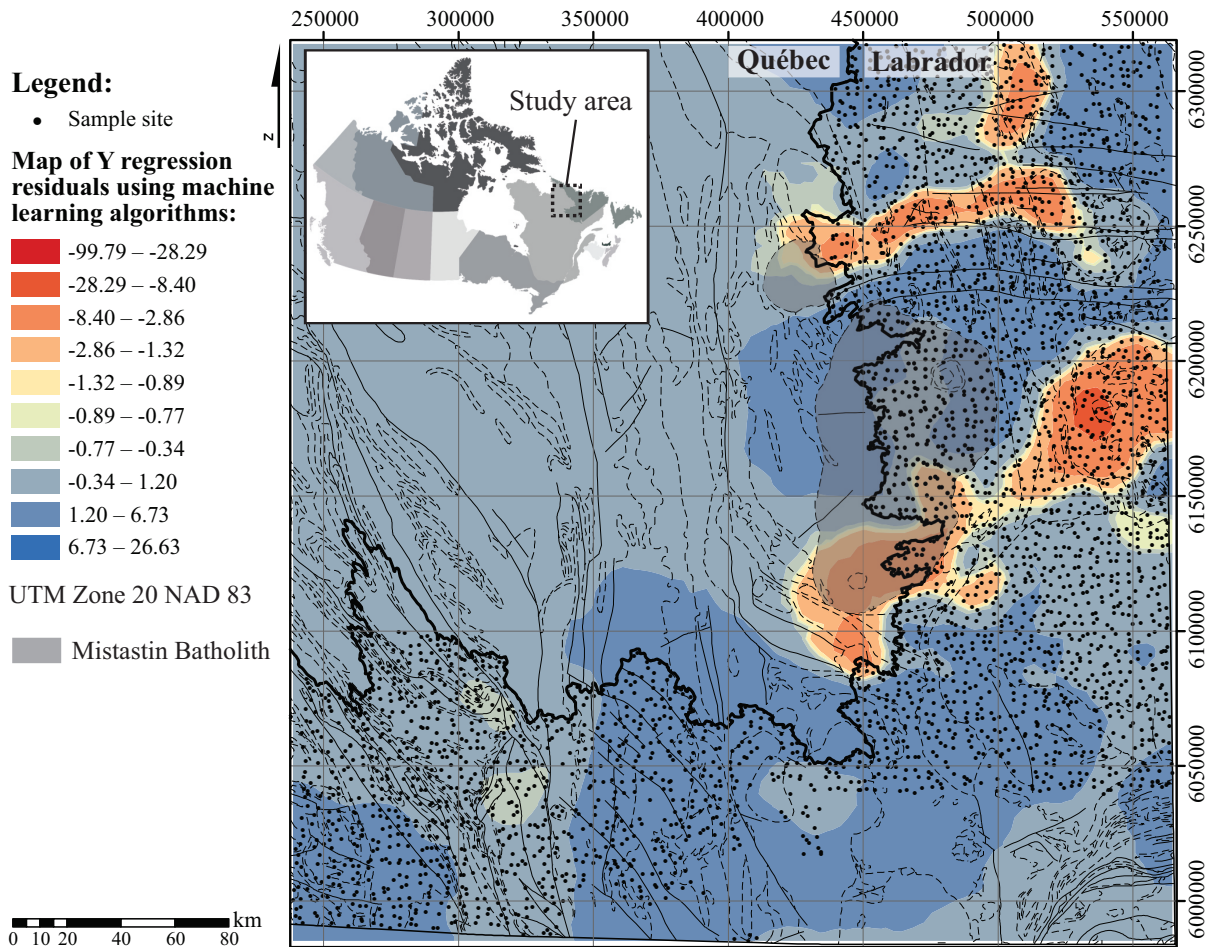 250000 300000 350000 400000 450000 500000 550000
Québec Labrador
Study area
Legend:
Sample site
N
Map of Y regression
residuals using machine
learning algorithms:
-99.79 – -28.29
-28.29 – -8.40
-8.40 – -2.86
-2.86 – -1.32
-1.32 – -0.89
-0.89 – -0.77
-0.77 – -0.34
-0.34 – 1.20
1.20 – 6.73
6.73 – 26.63
UTM Zone 20 NAD 83
Mistastin Batholith
km
0 10 20 40 60 80
6300000
6250000
6200000
6150000
6100000
6050000
6000000